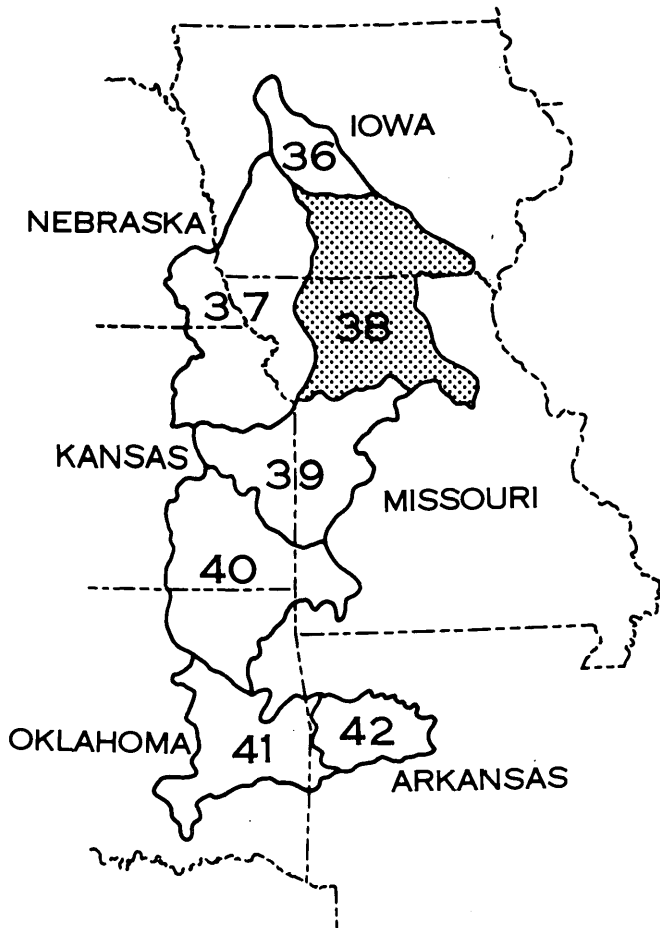 IOWA
36
NEBRASKA
37
38
KANSAS
39
MISSOURI
40
OKLAHOMA
41
42
ARKANSAS